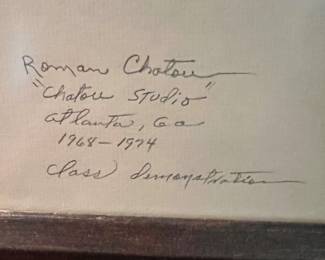 Roman Chatov
"Chatov Studio
Atlanta, Ga
1968-1974
Class Demonstration